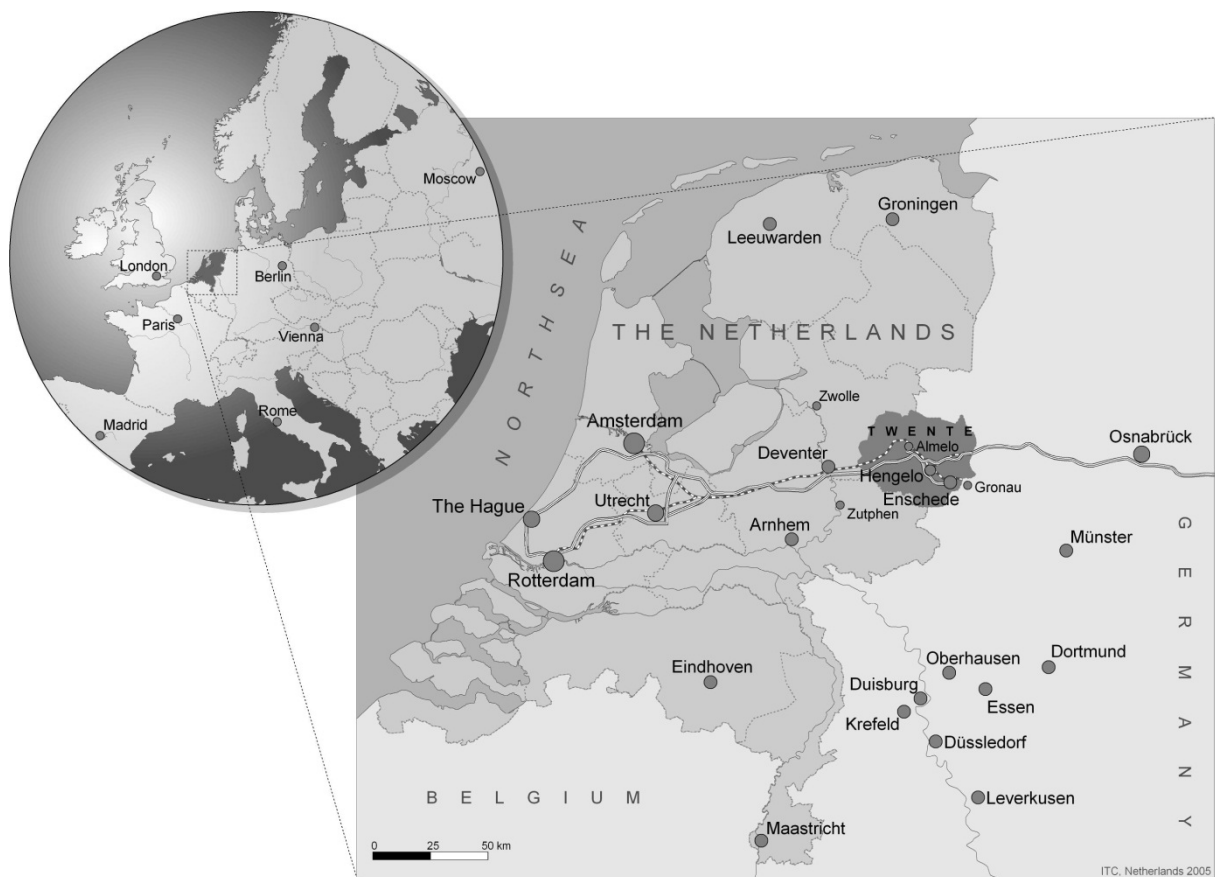 Moscow
London
Berlin
Paris
Vienna
Madrid
Rome
NORTH SEA
Groningen
Leeuwarden
THE NETHERLANDS
Zwolle
TWENTE
Amsterdam
Almelo
Osnabrück
Deventer
Hengelo
Gronau
Enschede
Utrecht
The Hague
Zutphen
Arnhem
Münster
Rotterdam
GERMANY
Eindhoven
Oberhausen
Dortmund
Duisburg
Essen
Krefeld
Düssledorf
BELGIUM
Leverkusen
Maastricht
0 25 50 km
ITC, Netherlands 2005